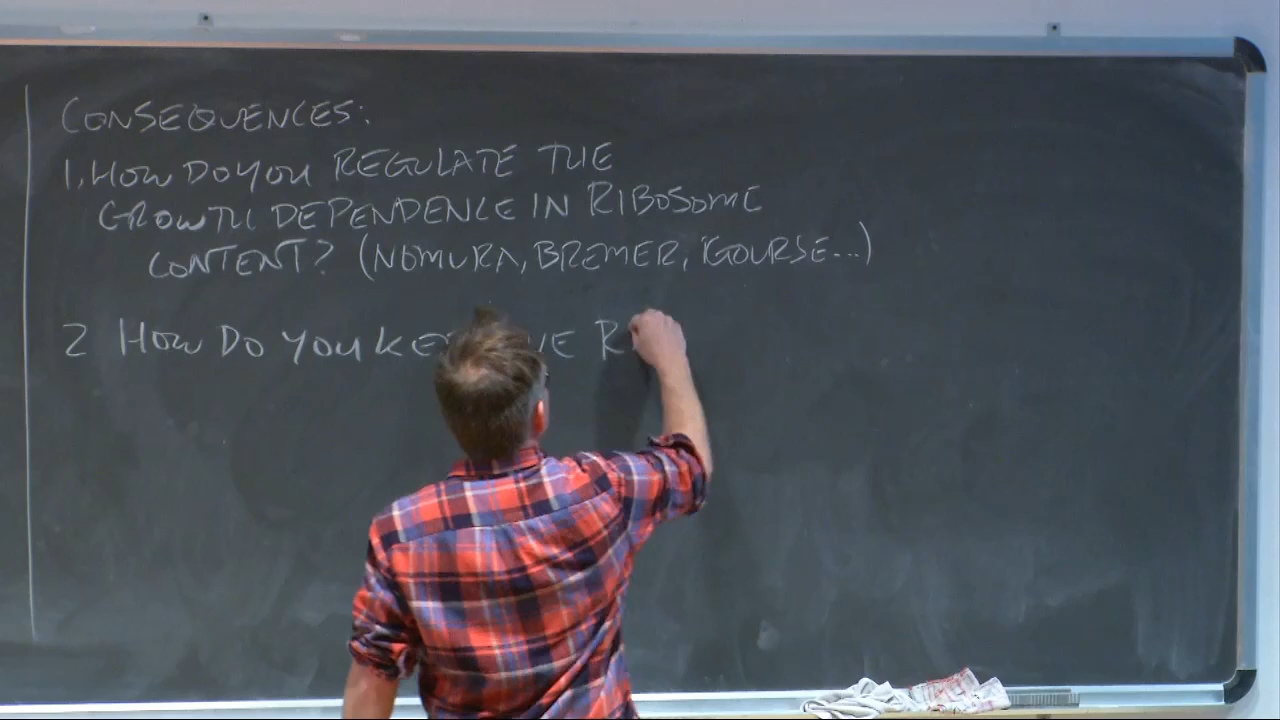 CONSEQUENCES:
1. HOW DO YOU REGULATE THE
GROWTH DEPENDENCE IN RIBOSOME
CONTENT? (NOMURA, BREMER, GOURSE...)
2 HOW DO YOU R